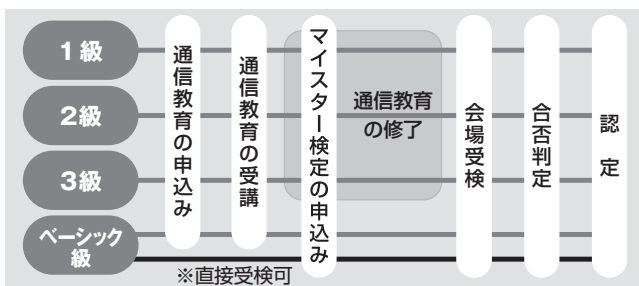 1級
2級
3級
ベーシック
級
通信教育の申込み
通信教育の受講
マイスター検定の申込み
通信教育
の修了
会場受検
合否判定
認定
※直接受検可